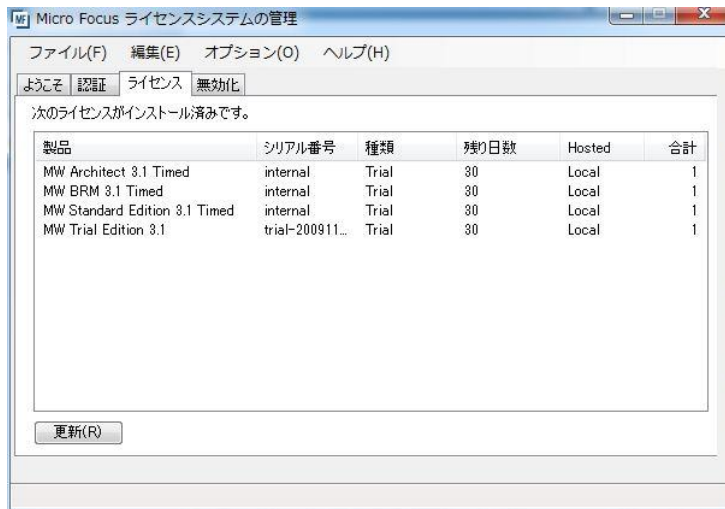 Micro Focus ライセンスシステムの管理
ファイル(F) 編集(E) オプション(O) ヘルプ(H)
ようこそ 認証 ライセンス 無効化
次のライセンスがインストール済みです。
製品 シリアル番号 種類 残り日数 Hosted 合計
MW Architect 3.1 Timed internal Trial 30 Local 1
MW BRM 3.1 Timed internal Trial 30 Local 1
MW Standard Edition 3.1 Timed internal Trial 30 Local 1
MW Trial Edition 3.1 trial-200911... Trial 30 Local 1
更新(R)